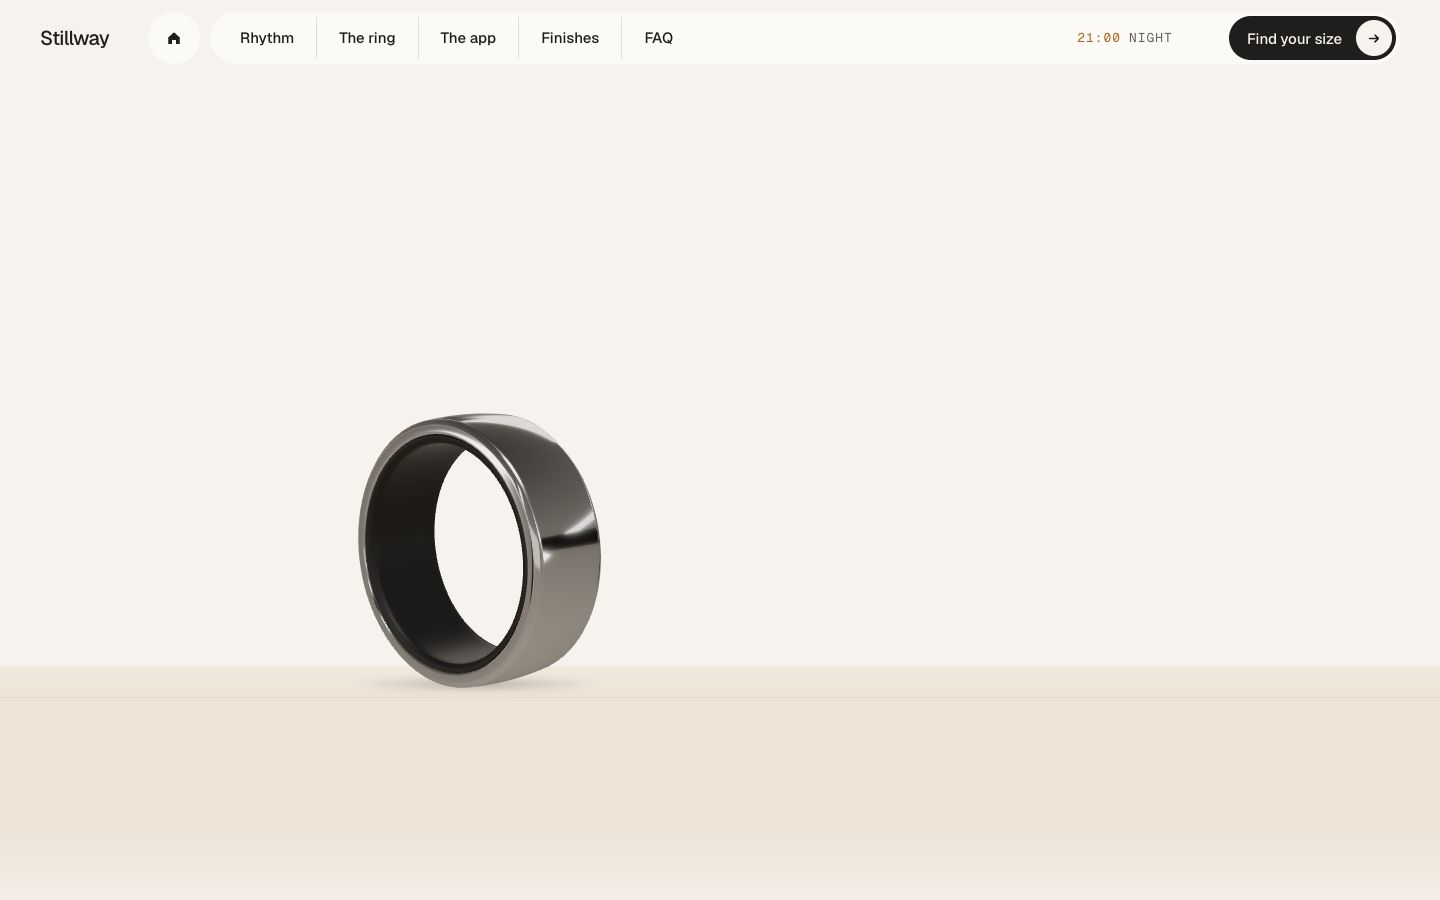 Stillway
Rhythm
The ring
The app
Finishes
FAQ
21:00 NIGHT
Find your size